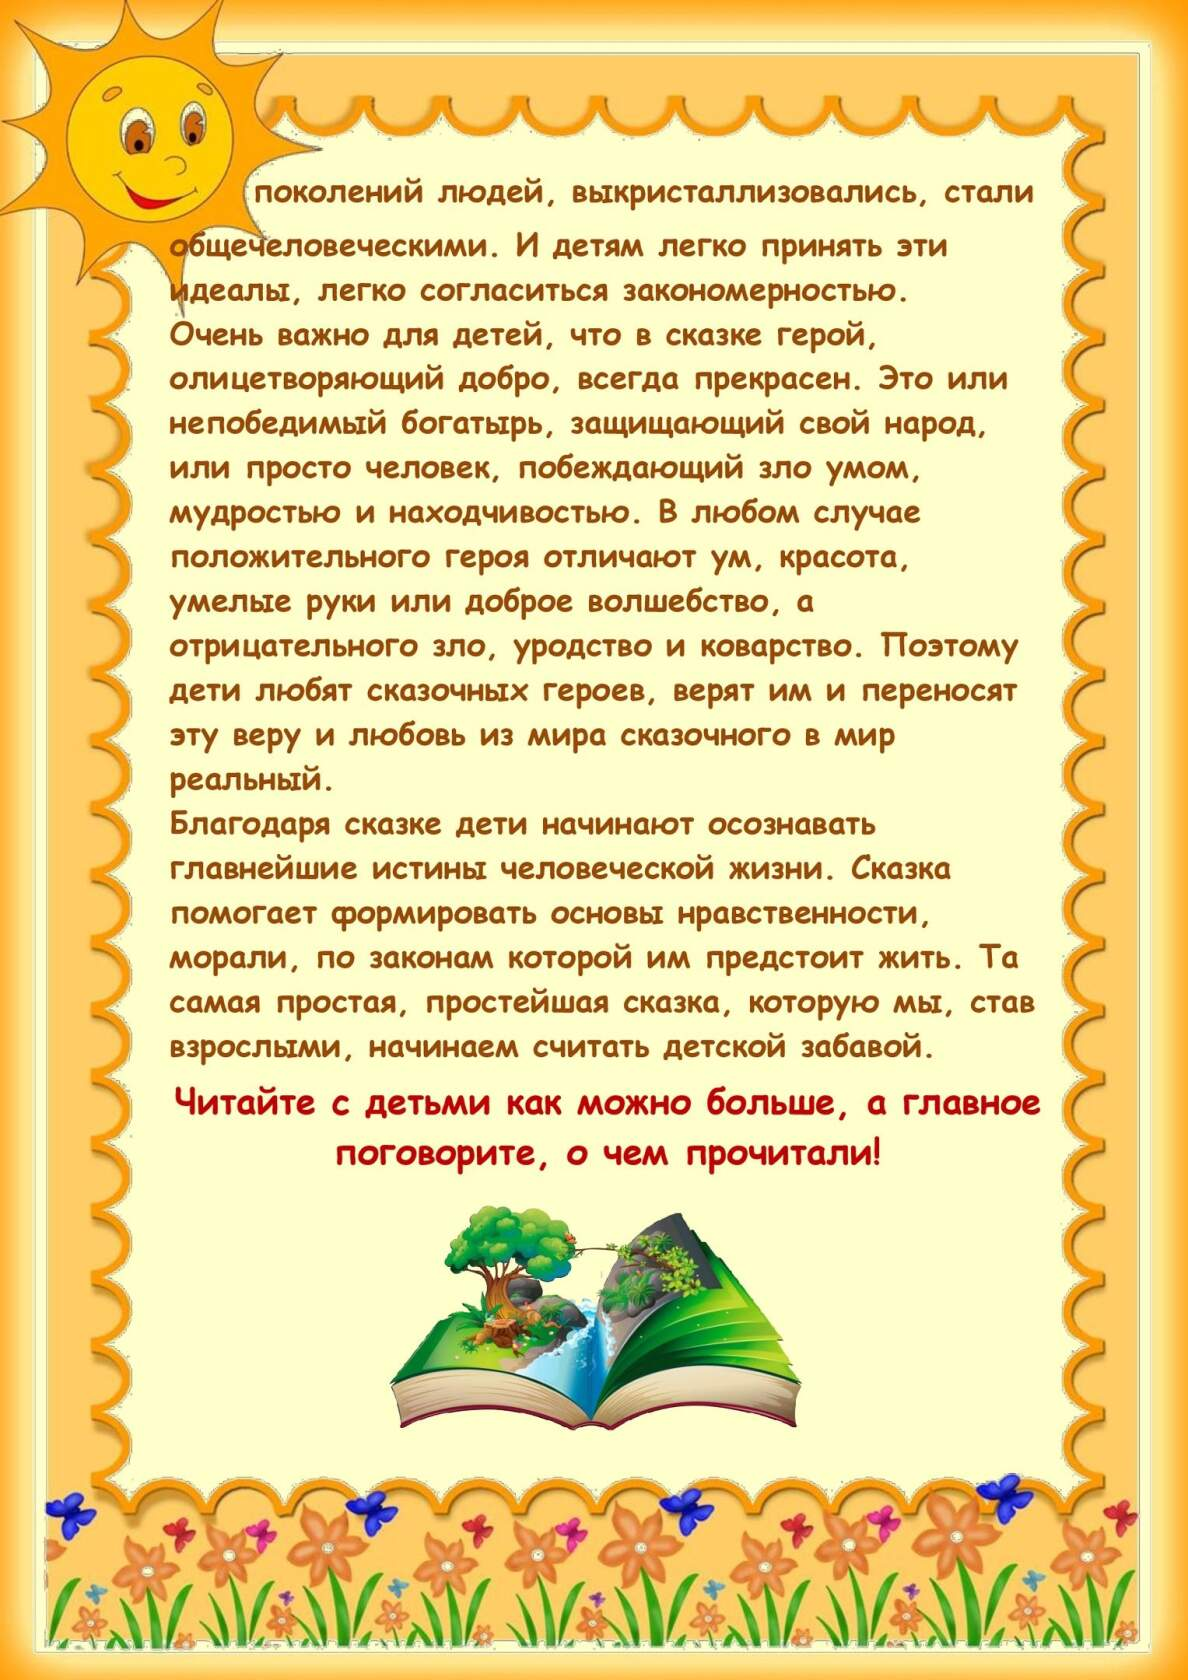 поколений людей, выкристаллизовались, стали
общечеловеческими. И детям легко принять эти
идеалы, легко согласиться закономерностью.
Очень важно для детей, что в сказке герой,
олицетворяющий добро, всегда прекрасен. Это или
непобедимый богатырь, защищающий свой народ,
или просто человек, побеждающий зло умом,
мудростью и находчивостью. В любом случае
положительного героя отличают ум, красота,
умелые руки или доброе волшебство, а
отрицательного зло, уродство и коварство. Поэтому
дети любят сказочных героев, верят им и переносят
эту веру и любовь из мира сказочного в мир
реальный.
Благодаря сказке дети начинают осознавать
главнейшие истины человеческой жизни. Сказка
помогает формировать основы нравственности,
морали, по законам которой им предстоит жить. Та
самая простая, простейшая сказка, которую мы, став
взрослыми, начинаем считать детской забавой.
Читайте с детьми как можно больше, а главное
поговорите, о чем прочитали!